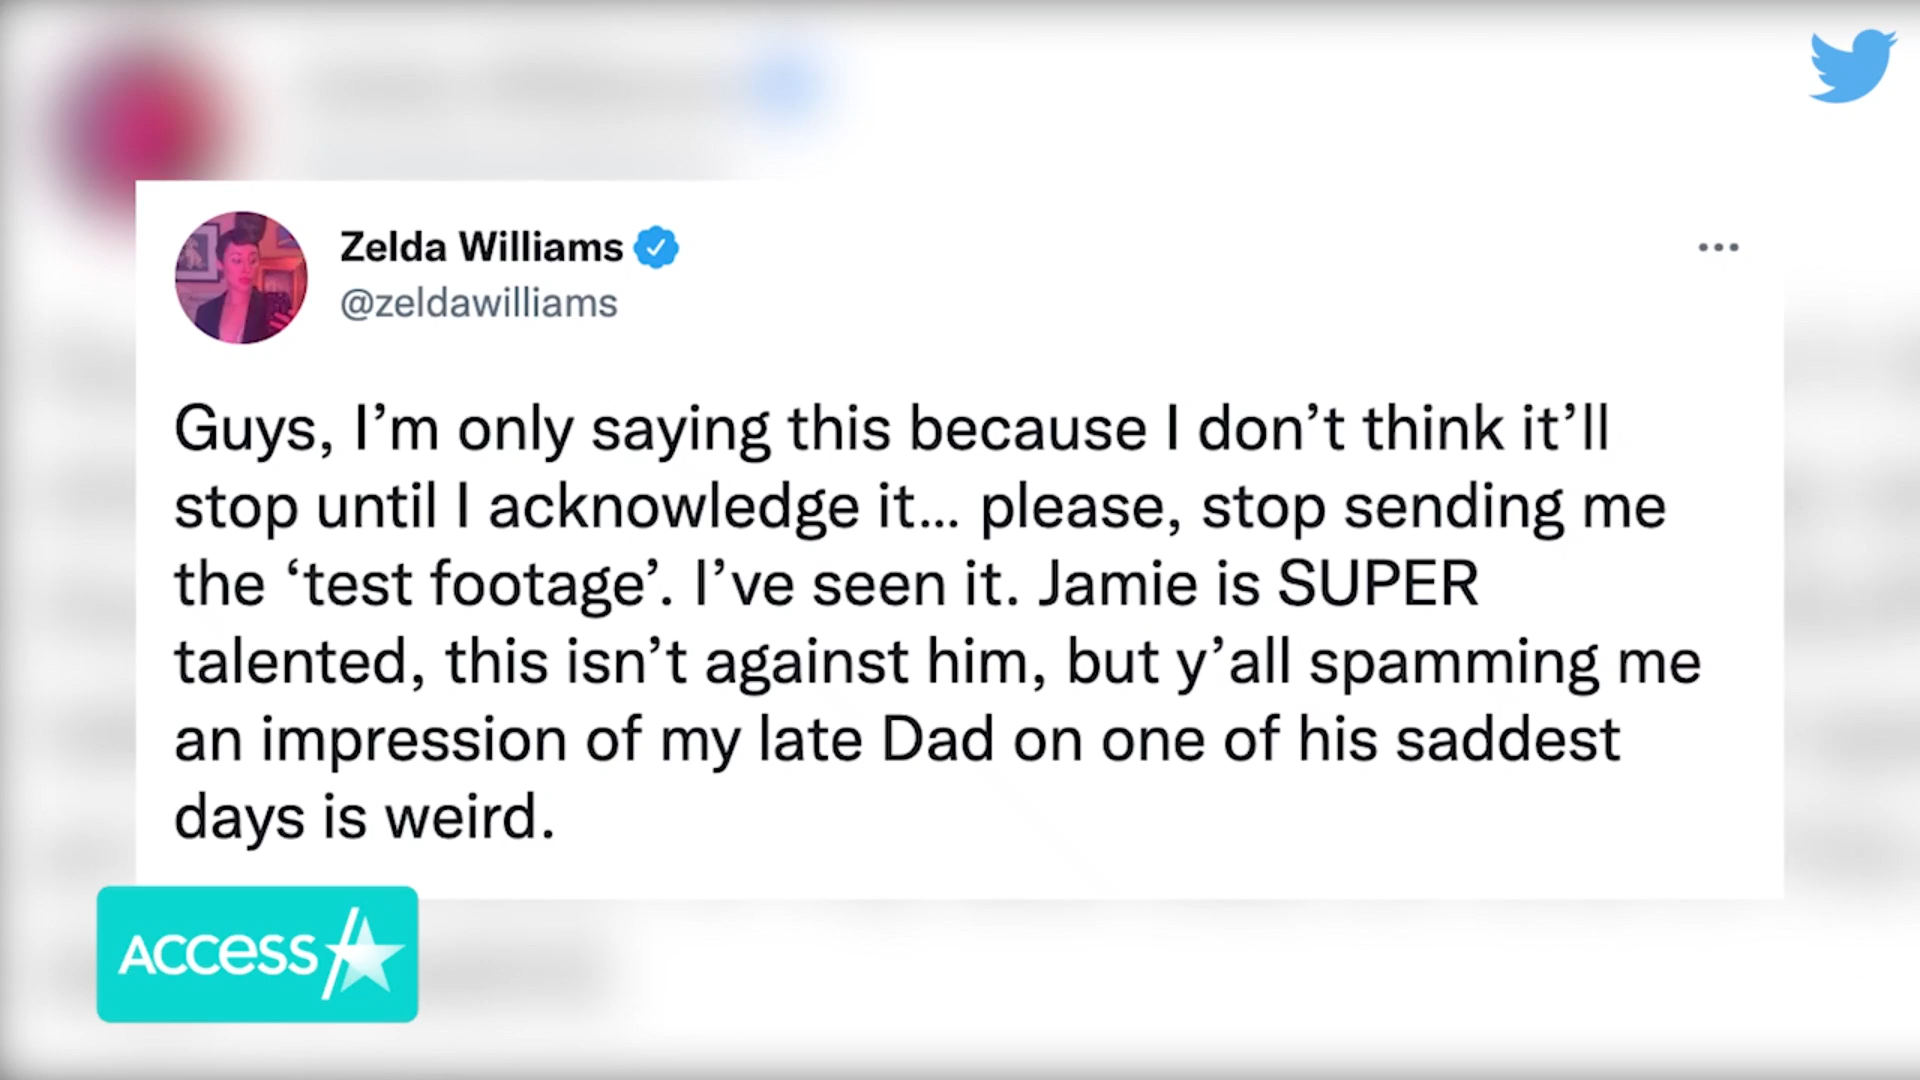 Zelda Williams
@zeldawilliams
Guys, I’m only saying this because I don’t think it’ll
stop until I acknowledge it… please, stop sending me
the ‘test footage’. I’ve seen it. Jamie is SUPER
talented, this isn’t against him, but y’all spamming me
an impression of my late Dad on one of his saddest
days is weird.
ACCESS